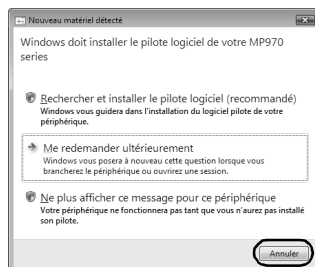 Nouveau matériel détecté
Windows doit installer le pilote logiciel de votre MP970
series
Rechercher et installer le pilote logiciel (recommandé)
Windows vous guidera dans l'installation du logiciel pilote de votre
périphérique.
Me redemander ultérieurement
Windows vous posera à nouveau cette question lorsque vous
brancherez le périphérique ou ouvrirez une session.
Ne plus afficher ce message pour ce périphérique
Votre périphérique ne fonctionnera pas tant que vous n'aurez pas installé
son pilote.
Annuler